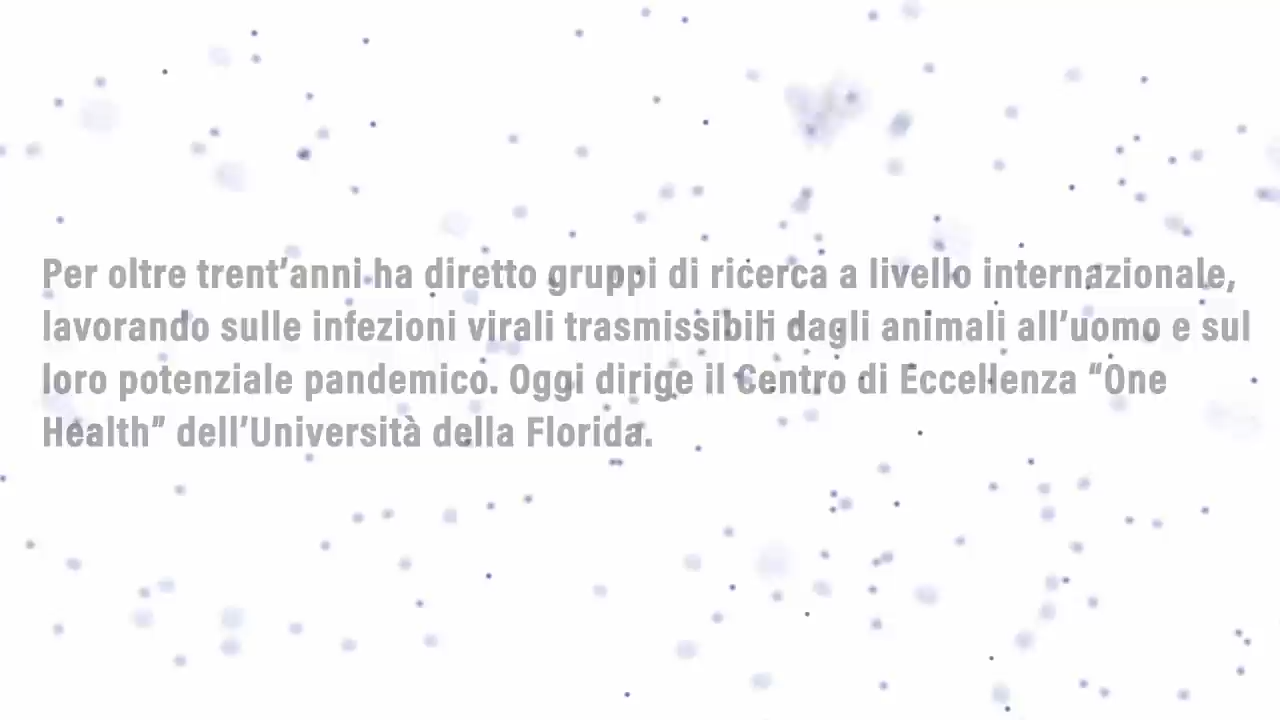 Per oltre trent’anni ha diretto gruppi di ricerca a livello internazionale,
lavorando sulle infezioni virali trasmissibili dagli animali all’uomo e sul
loro potenziale pandemico. Oggi dirige il Centro di Eccellenza “One
Health” dell’Università della Florida.